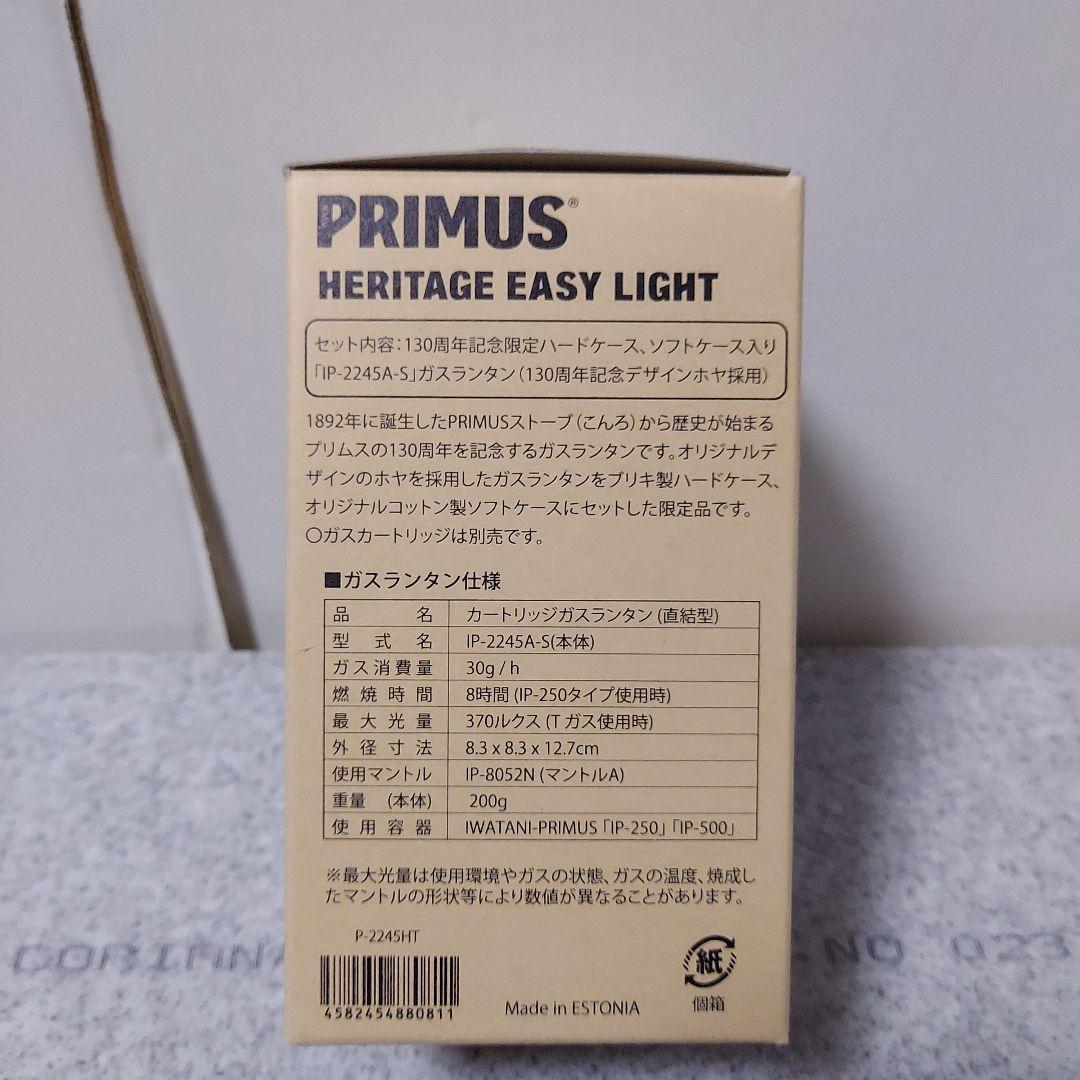 PRIMUS®
HERITAGE EASY LIGHT
セット内容：130周年記念限定ハードケース、ソフトケース入り
「IP-2245A-S」ガスランタン（130周年記念デザインホヤ採用）
1892年に誕生したPRIMUSストーブ（こんろ）から歴史が始まる
プリムスの130周年を記念するガスランタンです。オリジナルデ
ザインのホヤを採用したガスランタンをブリキ製ハードケース、
オリジナルコットン製ソフトケースにセットした限定品です。
○ガスカートリッジは別売です。
■ガスランタン仕様
品名 カートリッジガスランタン (直結型)
型式名 IP-2245A-S(本体)
ガス消費量 30g / h
燃焼時間 8時間 (IP-250タイプ使用時)
最大光量 370ルクス (T ガス使用時)
外径寸法 8.3 x 8.3 x 12.7cm
使用マントル IP-8052N (マントルA)
重量 (本体) 200g
使用容器 IWATANI-PRIMUS「IP-250」「IP-500」
※最大光量は使用環境やガスの状態、ガスの温度、焼成し
たマントルの形状等により数値が異なることがあります。
P-2245HT
4582454880811
Made in ESTONIA
紙
個箱
NO 023